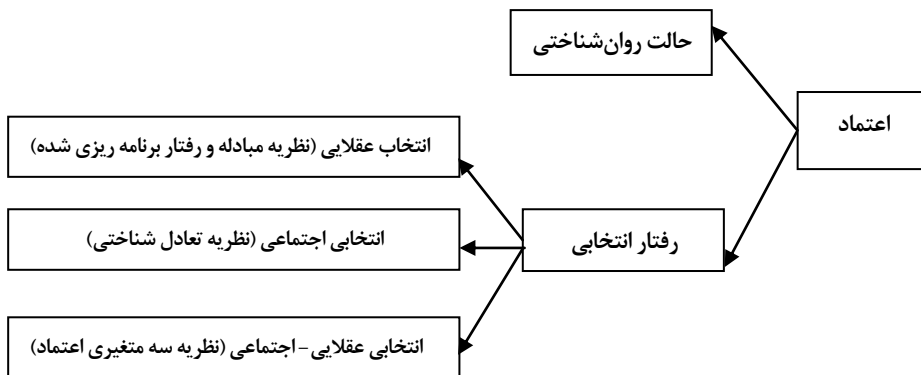 حالت روان‌شناختی
اعتماد
انتخاب عقلایی (نظریه مبادله و رفتار برنامه ریزی شده)
رفتار انتخابی
انتخابی اجتماعی (نظریه تعادل شناختی)
انتخابی عقلایی - اجتماعی (نظریه سه متغیری اعتماد)